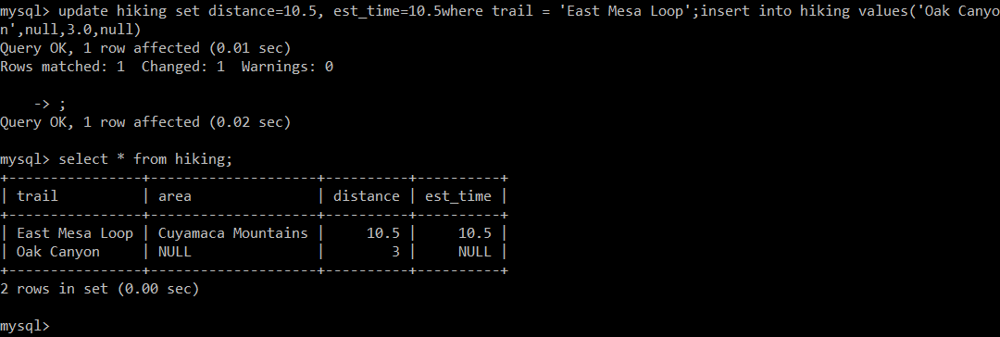 mysql> update hiking set distance=10.5, est_time=10.5where trail = 'East Mesa Loop';insert into hiking values('Oak Canyo
n',null,3.0,null)
Query OK, 1 row affected (0.01 sec)
Rows matched: 1  Changed: 1  Warnings: 0

    -> ;
Query OK, 1 row affected (0.02 sec)

mysql> select * from hiking;
+----------------+--------------------+----------+----------+
| trail          | area               | distance | est_time |
+----------------+--------------------+----------+----------+
| East Mesa Loop | Cuyamaca Mountains |     10.5 |     10.5 |
| Oak Canyon     | NULL               |        3 |     NULL |
+----------------+--------------------+----------+----------+
2 rows in set (0.00 sec)

mysql>